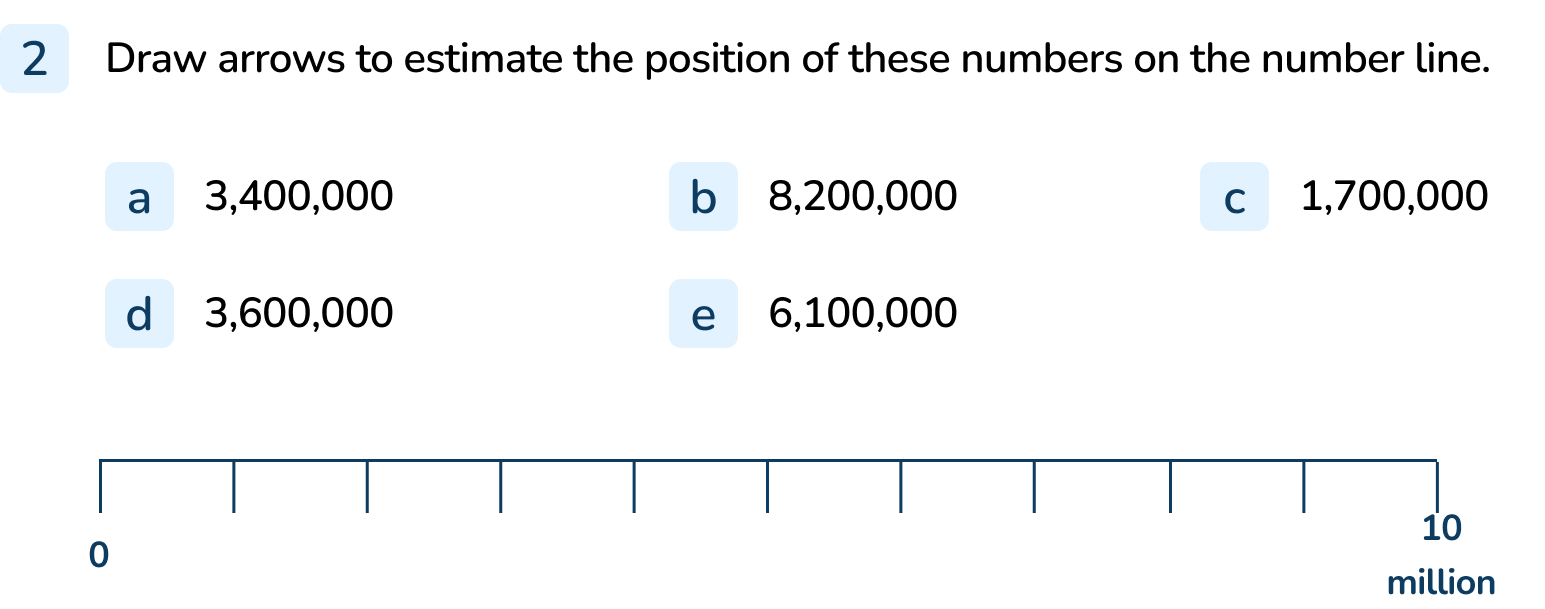 2 Draw arrows to estimate the position of these numbers on the number line.
a 3,400,000 b 8,200,000 c 1,700,000
d 3,600,000 e 6,100,000
0 10
million